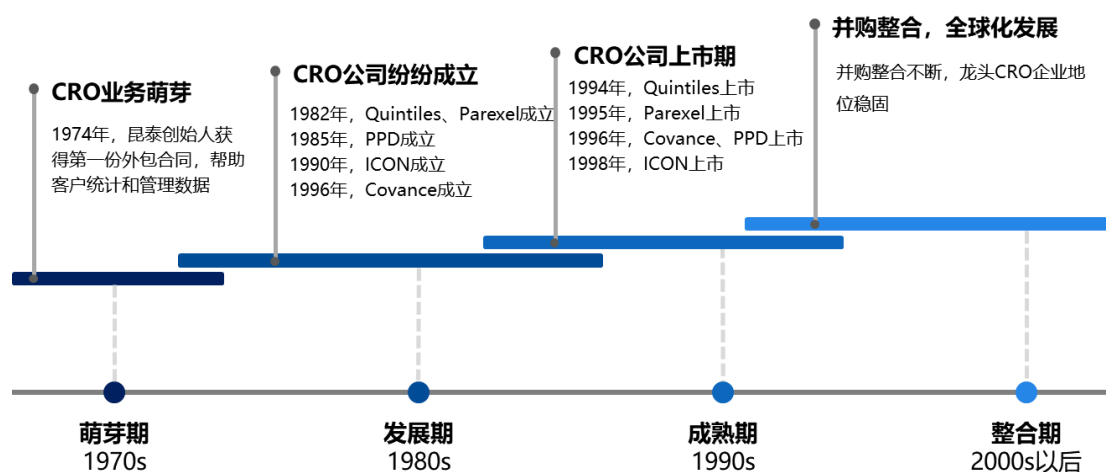 CRO业务萌芽
1974年，昆泰创始人获
得第一份外包合同，帮助
客户统计和管理数据
CRO公司纷纷成立
1982年，Quintiles、Parexel成立
1985年，PPD成立
1990年，ICON成立
1996年，Covance成立
CRO公司上市期
1994年，Quintiles上市
1995年，Parexel上市
1996年，Covance、PPD上市
1998年，ICON上市
并购整合，全球化发展
并购整合不断，龙头CRO企业地
位稳固
萌芽期
1970s
发展期
1980s
成熟期
1990s
整合期
2000s以后